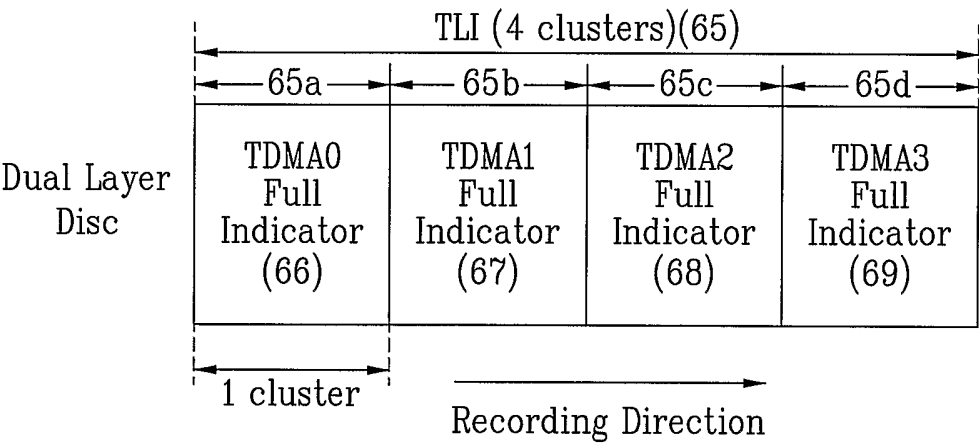 TLI (4 clusters)(65)
65a 65b 65c 65d
Dual Layer
Disc
TDMA0
Full
Indicator
(66)
TDMA1
Full
Indicator
(67)
TDMA2
Full
Indicator
(68)
TDMA3
Full
Indicator
(69)
1 cluster
Recording Direction